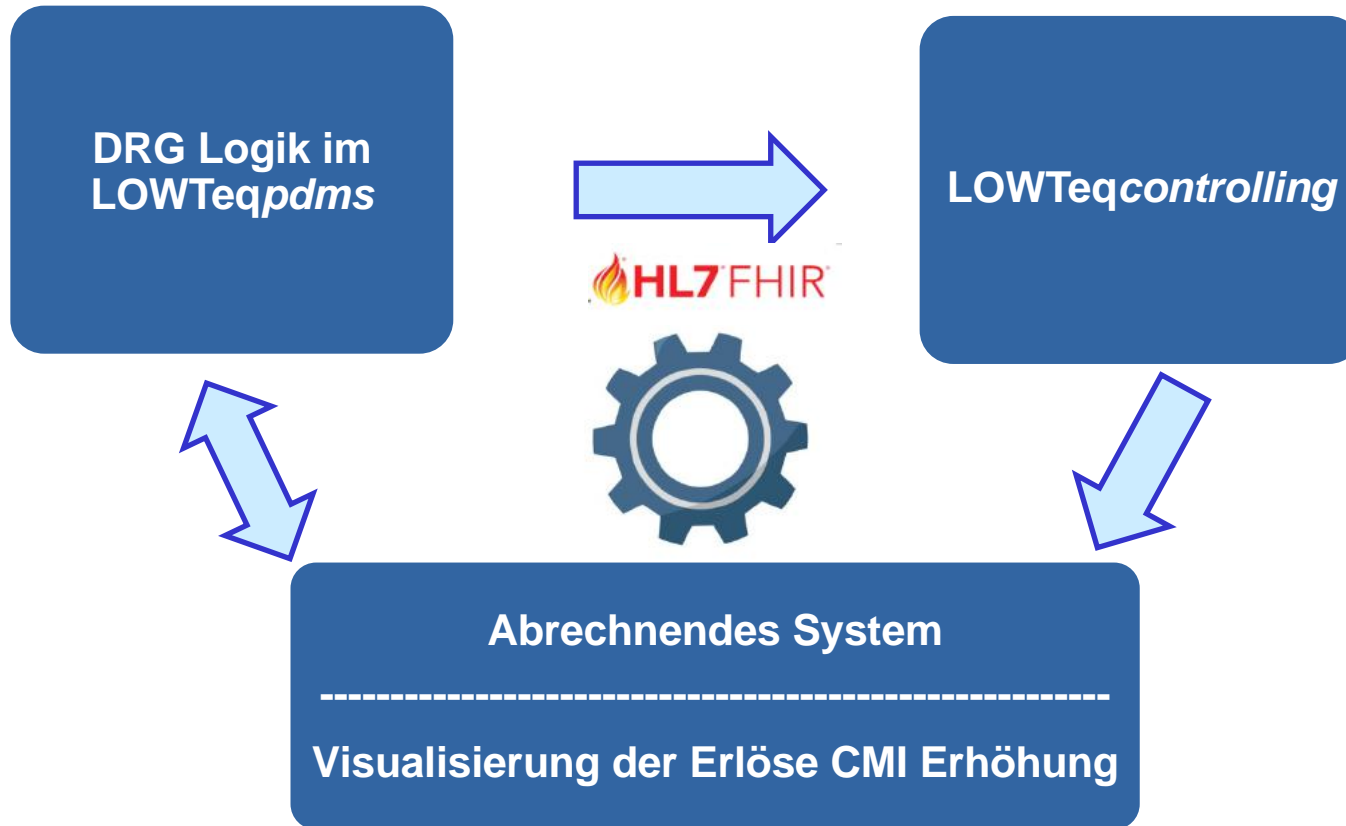 DRG Logik im
LOWTeqpdms
LOWTeqcontrolling
HL7 FHIR
Abrechnendes System
--------------------------------------------------------
Visualisierung der Erlöse CMI Erhöhung